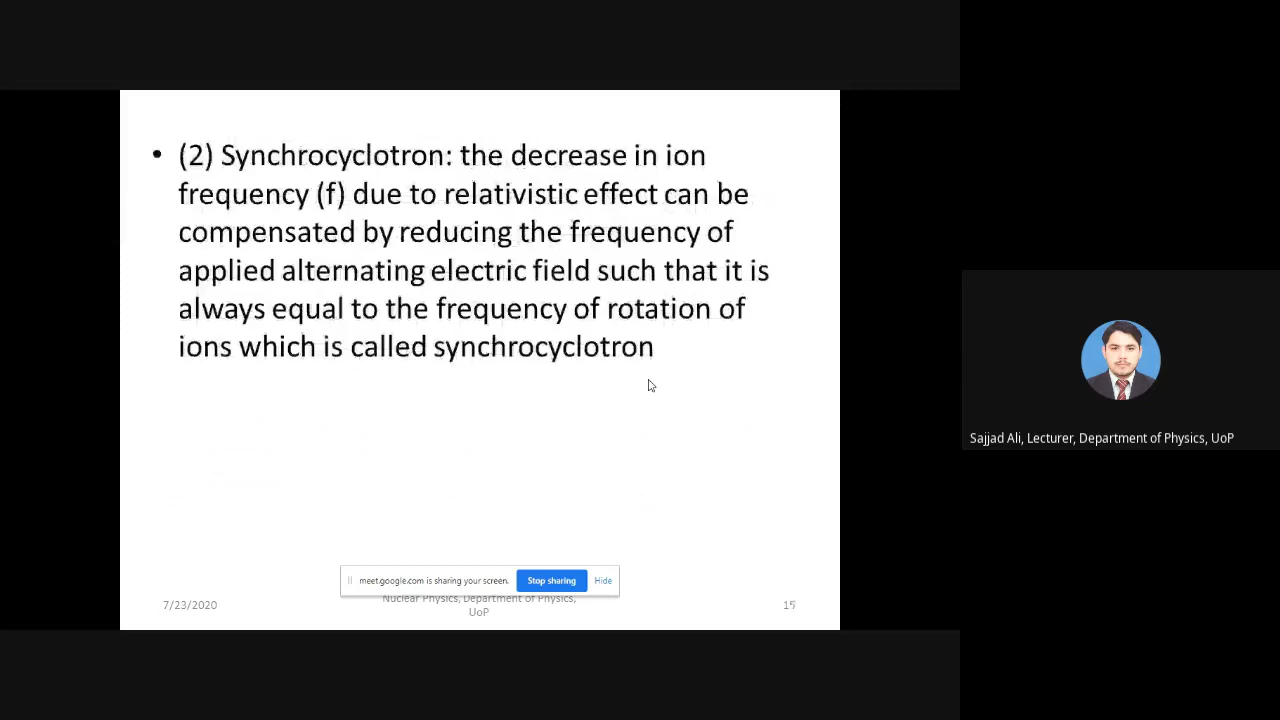 • (2) Synchrocyclotron: the decrease in ion
frequency (f) due to relativistic effect can be
compensated by reducing the frequency of
applied alternating electric field such that it is
always equal to the frequency of rotation of
ions which is called synchrocyclotron
Sajjad Ali, Lecturer, Department of Physics, UoP
meet.google.com is sharing your screen.
Stop sharing
Hide
7/23/2020
Nuclear Physics, Department of Physics,
UoP
15